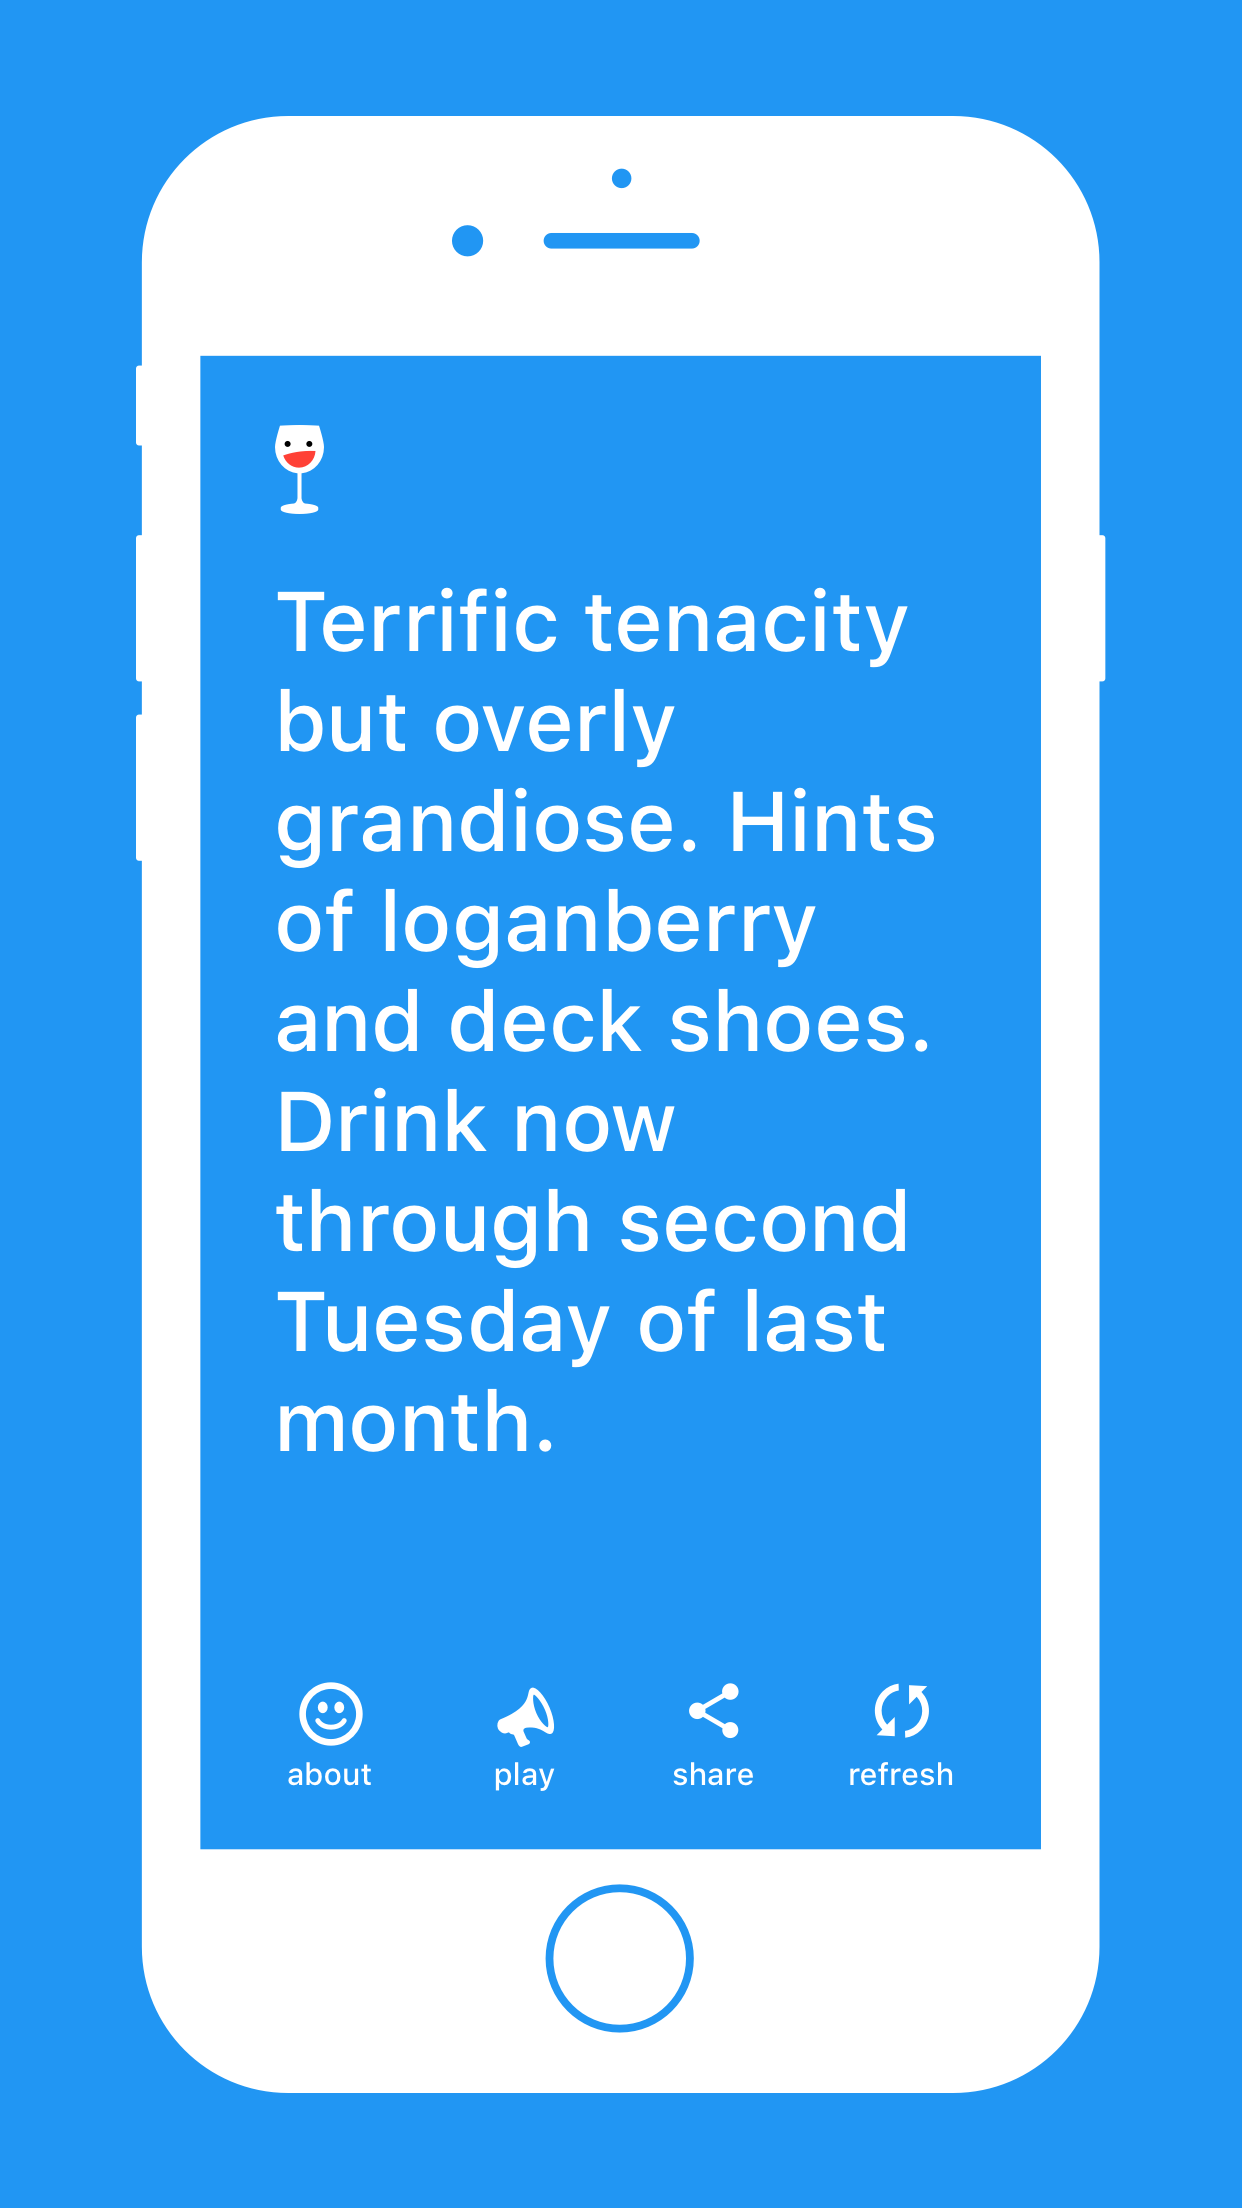 Terrific tenacity
but overly
grandiose. Hints
of loganberry
and deck shoes.
Drink now
through second
Tuesday of last
month.
about play share refresh